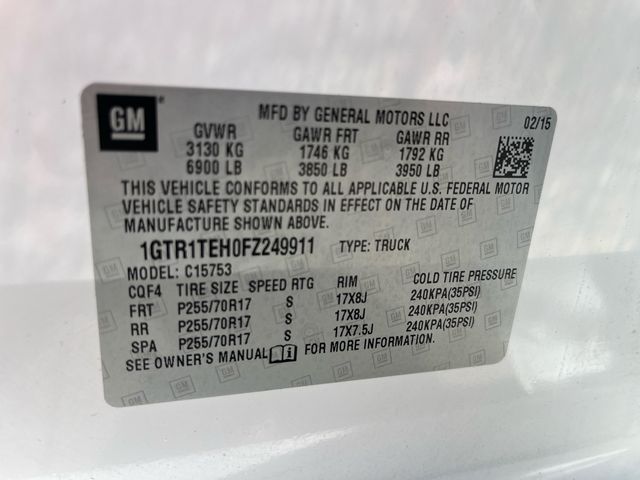 GM ®
MFD BY GENERAL MOTORS LLC 02/15
GVWR GAWR FRT GAWR RR
3130 KG 1746 KG 1792 KG
6900 LB 3850 LB 3950 LB
THIS VEHICLE CONFORMS TO ALL APPLICABLE U.S. FEDERAL MOTOR
VEHICLE SAFETY STANDARDS IN EFFECT ON THE DATE OF
MANUFACTURE SHOWN ABOVE.
1GTR1TEH0FZ249911 TYPE: TRUCK
MODEL: C15753
CQF4 TIRE SIZE SPEED RTG RIM COLD TIRE PRESSURE
FRT P255/70R17 S 17X8J 240KPA(35PSI)
RR P255/70R17 S 17X8J 240KPA(35PSI)
SPA P255/70R17 S 17X7.5J 240KPA(35PSI)
SEE OWNER'S MANUAL FOR MORE INFORMATION.